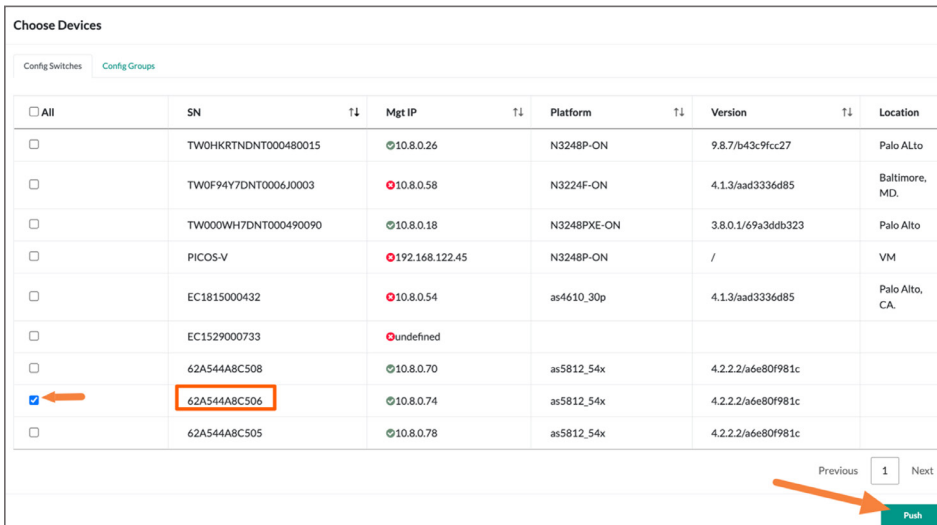 Choose Devices
Config Switches Config Groups
All SN Mgt IP Platform Version Location
TW0HKRTNDNT000480015 10.8.0.26 N3248P-ON 9.8.7/b43c9fcc27 Palo ALto
TW0F94Y7DNT0006J0003 10.8.0.58 N3224F-ON 4.1.3/aad3336d85 Baltimore,
MD.
TW000WH7DNT000490090 10.8.0.18 N3248PXE-ON 3.8.0.1/69a3ddb323 Palo Alto
PICOS-V 192.168.122.45 N3248P-ON / VM
EC1815000432 10.8.0.54 as4610_30p 4.1.3/aad3336d85 Palo Alto,
CA.
EC1529000733 undefined
62A544A8C508 10.8.0.70 as5812_54x 4.2.2.2/a6e80f981c
62A544A8C506 10.8.0.74 as5812_54x 4.2.2.2/a6e80f981c
62A544A8C505 10.8.0.78 as5812_54x 4.2.2.2/a6e80f981c
Previous 1 Next
Push